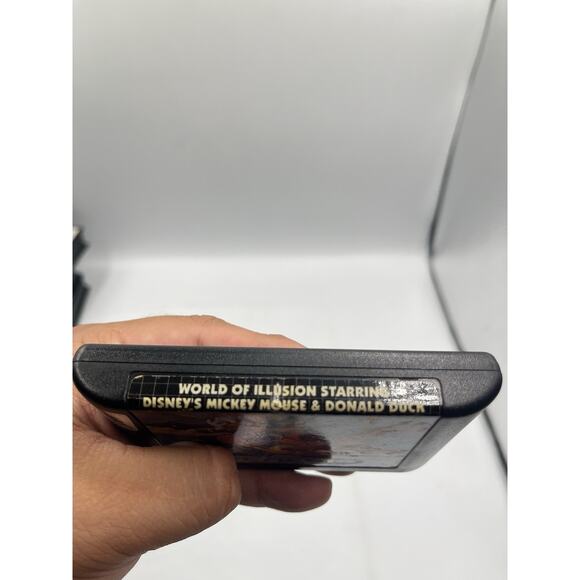 WORLD OF ILLUSION STARRING
DISNEY'S MICKEY MOUSE & DONALD DUCK